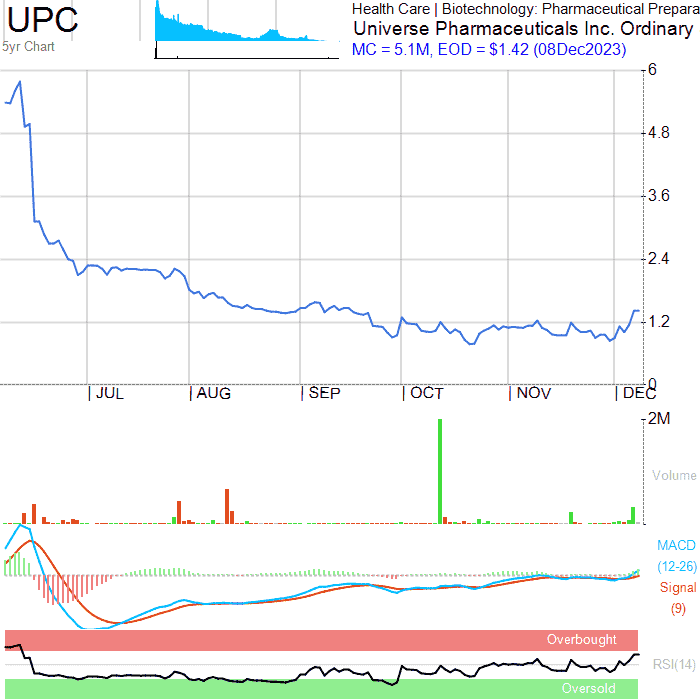 UPC
5yr Chart
Health Care | Biotechnology: Pharmaceutical Prepara
Universe Pharmaceuticals Inc. Ordinary
MC = 5.1M, EOD = $1.42 (08Dec2023)
6
4.8
3.6
2.4
1.2
0
JUL AUG SEP OCT NOV DEC
2M
Volume
MACD
(12-26)
Signal
(9)
Overbought
RSI(14)
Oversold